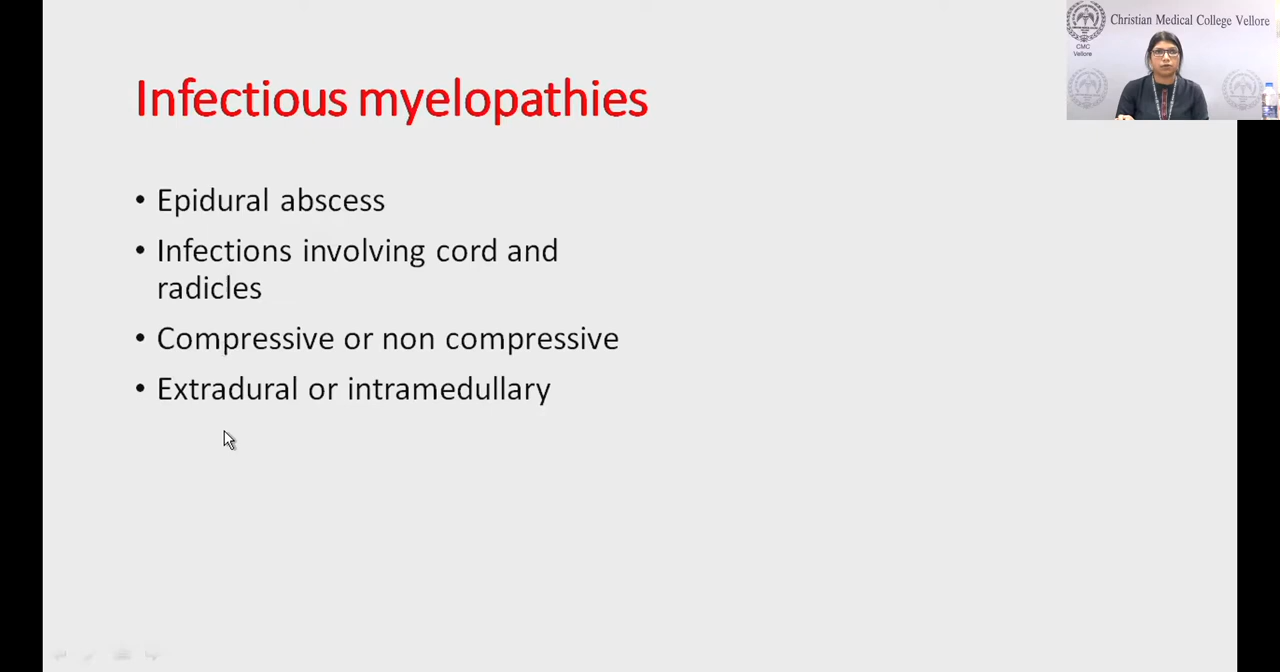 Infectious myelopathies
• Epidural abscess
• Infections involving cord and
radicles
• Compressive or non compressive
• Extradural or intramedullary
Christian Medical College Vellore
CMC
Vellore